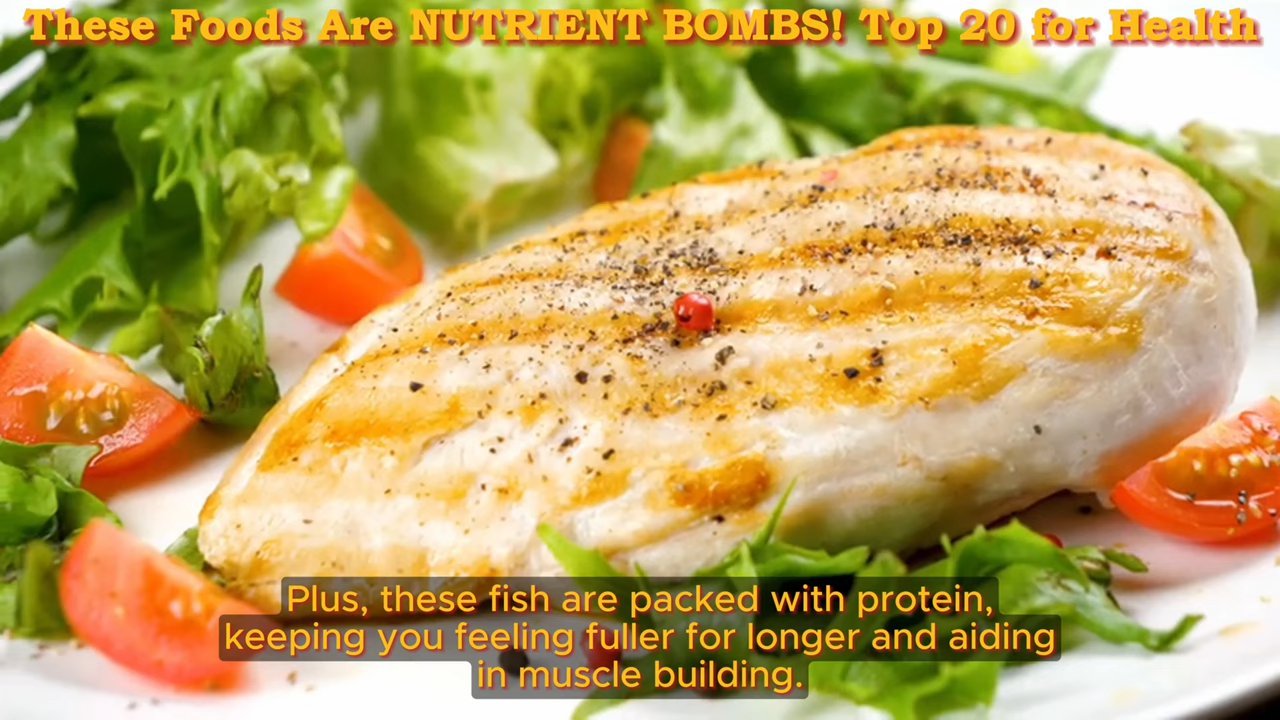 These Foods Are NUTRIENT BOMBS! Top 20 for Health
Plus, these fish are packed with protein,
keeping you feeling fuller for longer and aiding
in muscle building.